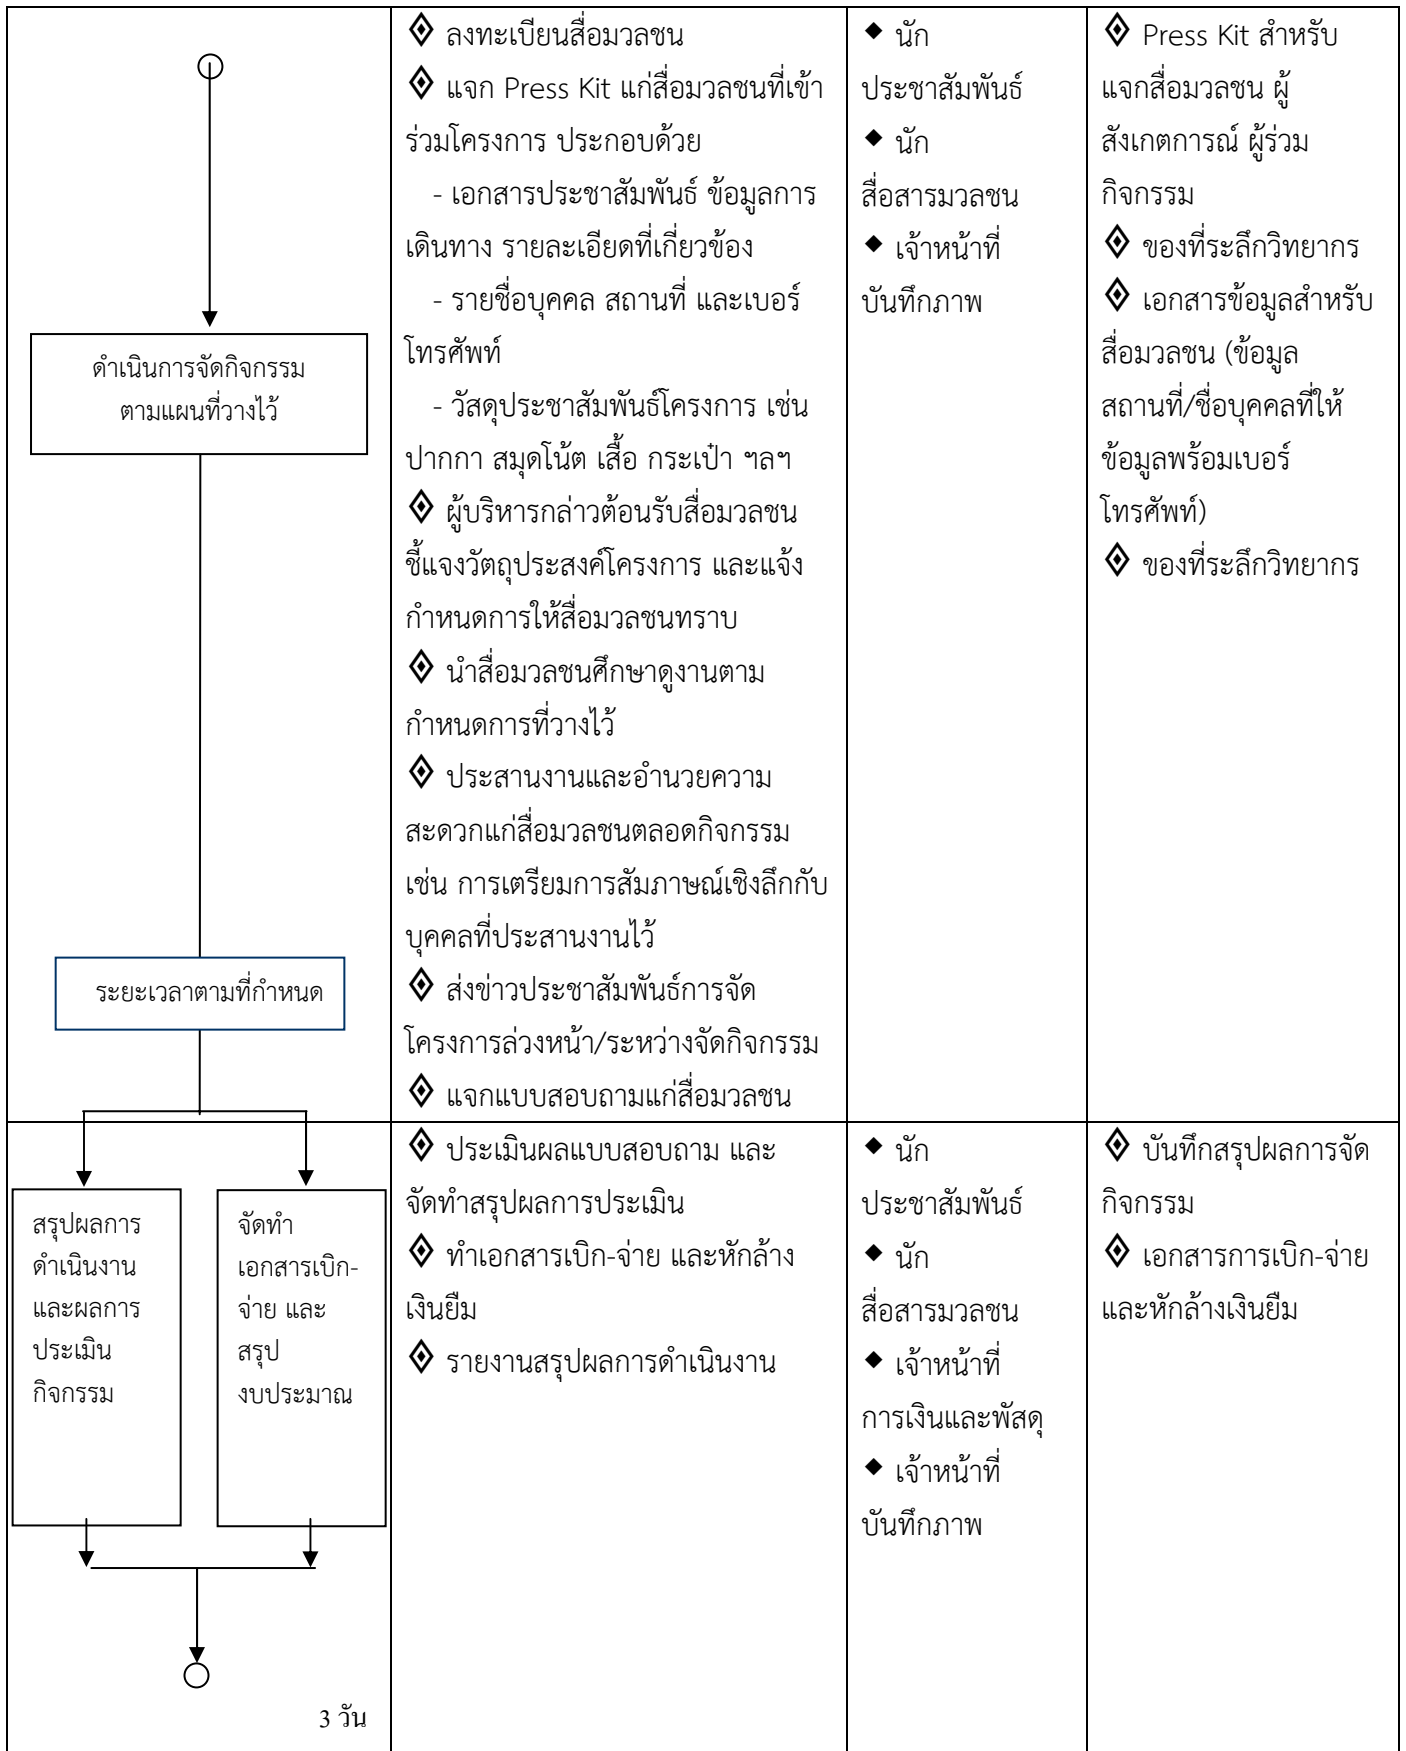 ดำเนินการจัดกิจกรรม
ตามแผนที่วางไว้
ระยะเวลาตามที่กำหนด
❖ ลงทะเบียนสื่อมวลชน
❖ แจก Press Kit แก่สื่อมวลชนที่เข้า
ร่วมโครงการ ประกอบด้วย
- เอกสารประชาสัมพันธ์ ข้อมูลการ
เดินทาง รายละเอียดที่เกี่ยวข้อง
- รายชื่อบุคคล สถานที่ และเบอร์
โทรศัพท์
- วัสดุประชาสัมพันธ์โครงการ เช่น
ปากกา สมุดโน้ต เสื้อ กระเป๋า ฯลฯ
❖ ผู้บริหารกล่าวต้อนรับสื่อมวลชน
ชี้แจงวัตถุประสงค์โครงการ และแจ้ง
กำหนดการให้สื่อมวลชนทราบ
❖ นำสื่อมวลชนศึกษาดูงานตาม
กำหนดการที่วางไว้
❖ ประสานงานและอำนวยความ
สะดวกแก่สื่อมวลชนตลอดกิจกรรม
เช่น การเตรียมการสัมภาษณ์เชิงลึกกับ
บุคคลที่ประสานงานไว้
❖ ส่งข่าวประชาสัมพันธ์การจัด
โครงการล่วงหน้า/ระหว่างจัดกิจกรรม
❖ แจกแบบสอบถามแก่สื่อมวลชน
◆ นัก
ประชาสัมพันธ์
◆ นัก
สื่อสารมวลชน
◆ เจ้าหน้าที่
บันทึกภาพ
❖ Press Kit สำหรับ
แจกสื่อมวลชน ผู้
สังเกตการณ์ ผู้ร่วม
กิจกรรม
❖ ของที่ระลึกวิทยากร
❖ เอกสารข้อมูลสำหรับ
สื่อมวลชน (ข้อมูล
สถานที่/ชื่อบุคคลที่ให้
ข้อมูลพร้อมเบอร์
โทรศัพท์)
❖ ของที่ระลึกวิทยากร
สรุปผลการ
ดำเนินงาน
และผลการ
ประเมิน
กิจกรรม
จัดทำ
เอกสารเบิก-
จ่าย และ
สรุป
งบประมาณ
3 วัน
❖ ประเมินผลแบบสอบถาม และ
จัดทำสรุปผลการประเมิน
❖ ทำเอกสารเบิก-จ่าย และหักล้าง
เงินยืม
❖ รายงานสรุปผลการดำเนินงาน
◆ นัก
ประชาสัมพันธ์
◆ นัก
สื่อสารมวลชน
◆ เจ้าหน้าที่
การเงินและพัสดุ
◆ เจ้าหน้าที่
บันทึกภาพ
❖ บันทึกสรุปผลการจัด
กิจกรรม
❖ เอกสารการเบิก-จ่าย
และหักล้างเงินยืม